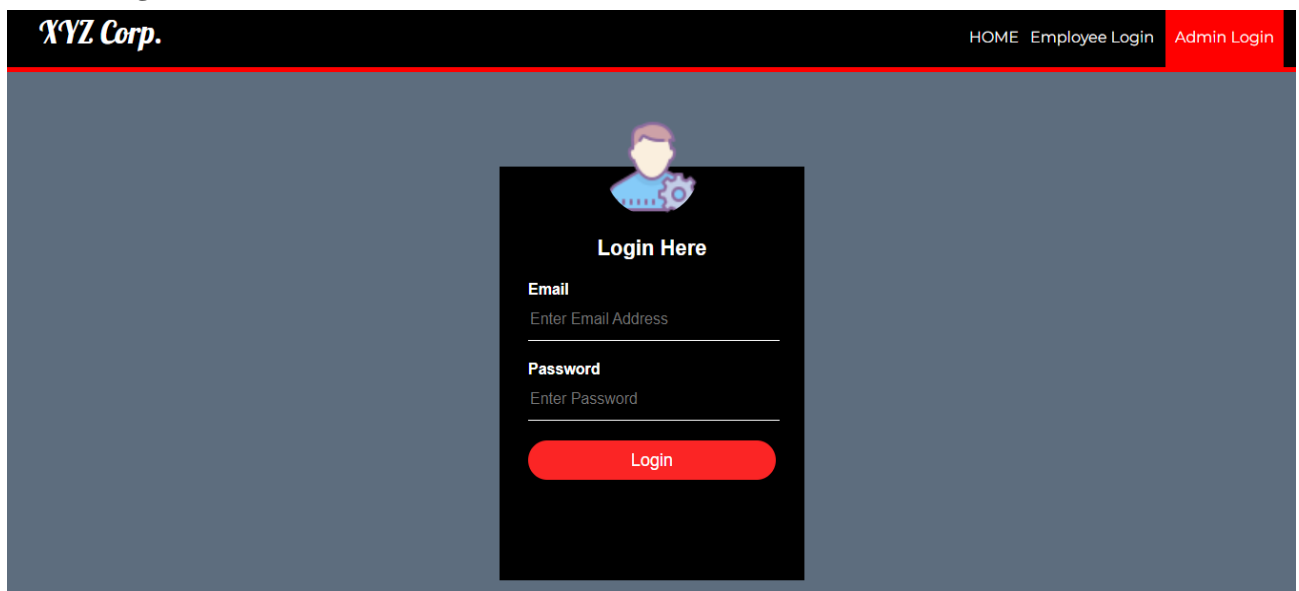 XYZ Corp.
HOME Employee Login Admin Login
Login Here
Email
Enter Email Address
Password
Enter Password
Login